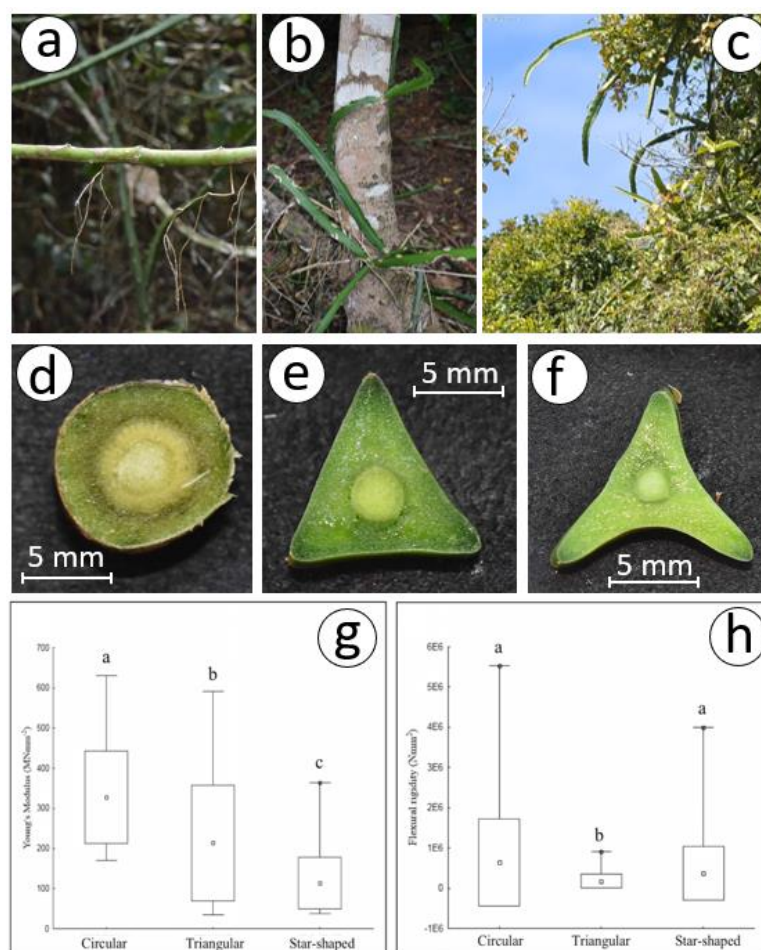 a
b
c
d
e
f
5 mm
5 mm
5 mm
g
h
700
600
500
400
300
200
100
0
Young's Modulus (MNmm-2)
a
b
c
Circular
Triangular
Star-shaped
6E6
5E6
4E6
3E6
2E6
1E6
0
-1E6
Flexural rigidity (Nmm2)
a
b
a
Circular
Triangular
Star-shaped